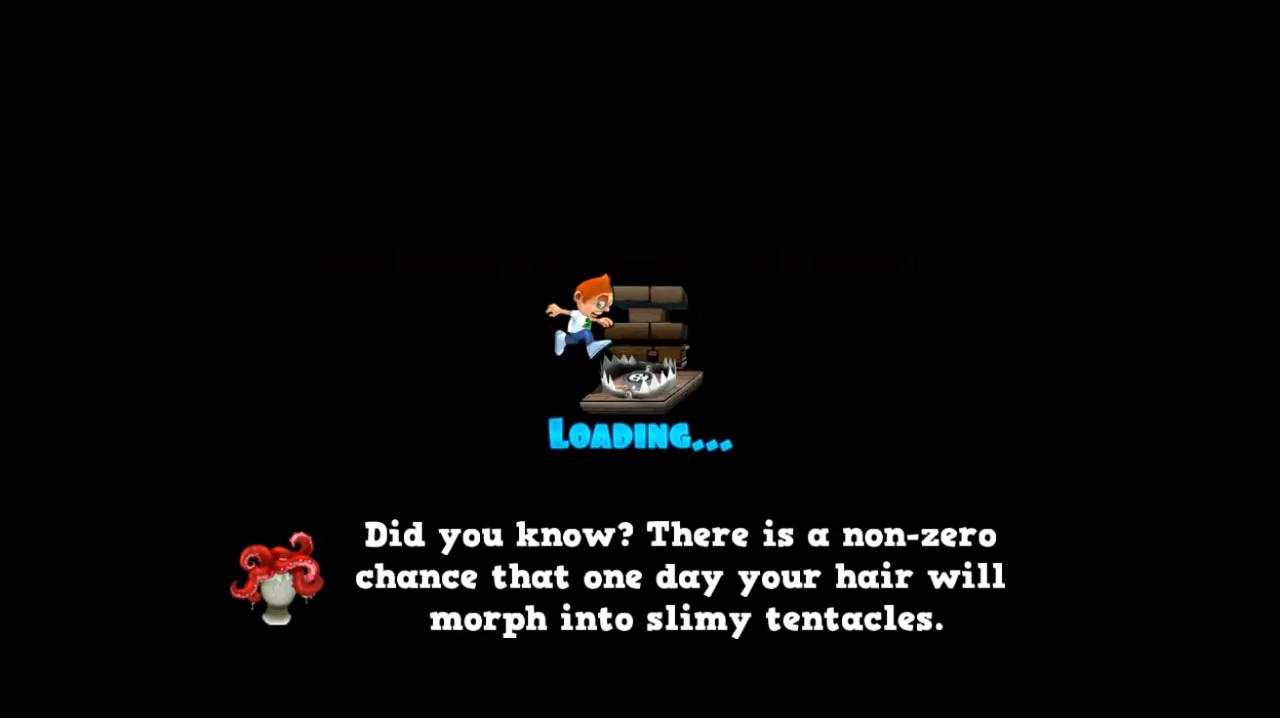 LOADING...
Did you know? There is a non-zero
chance that one day your hair will
morph into slimy tentacles.